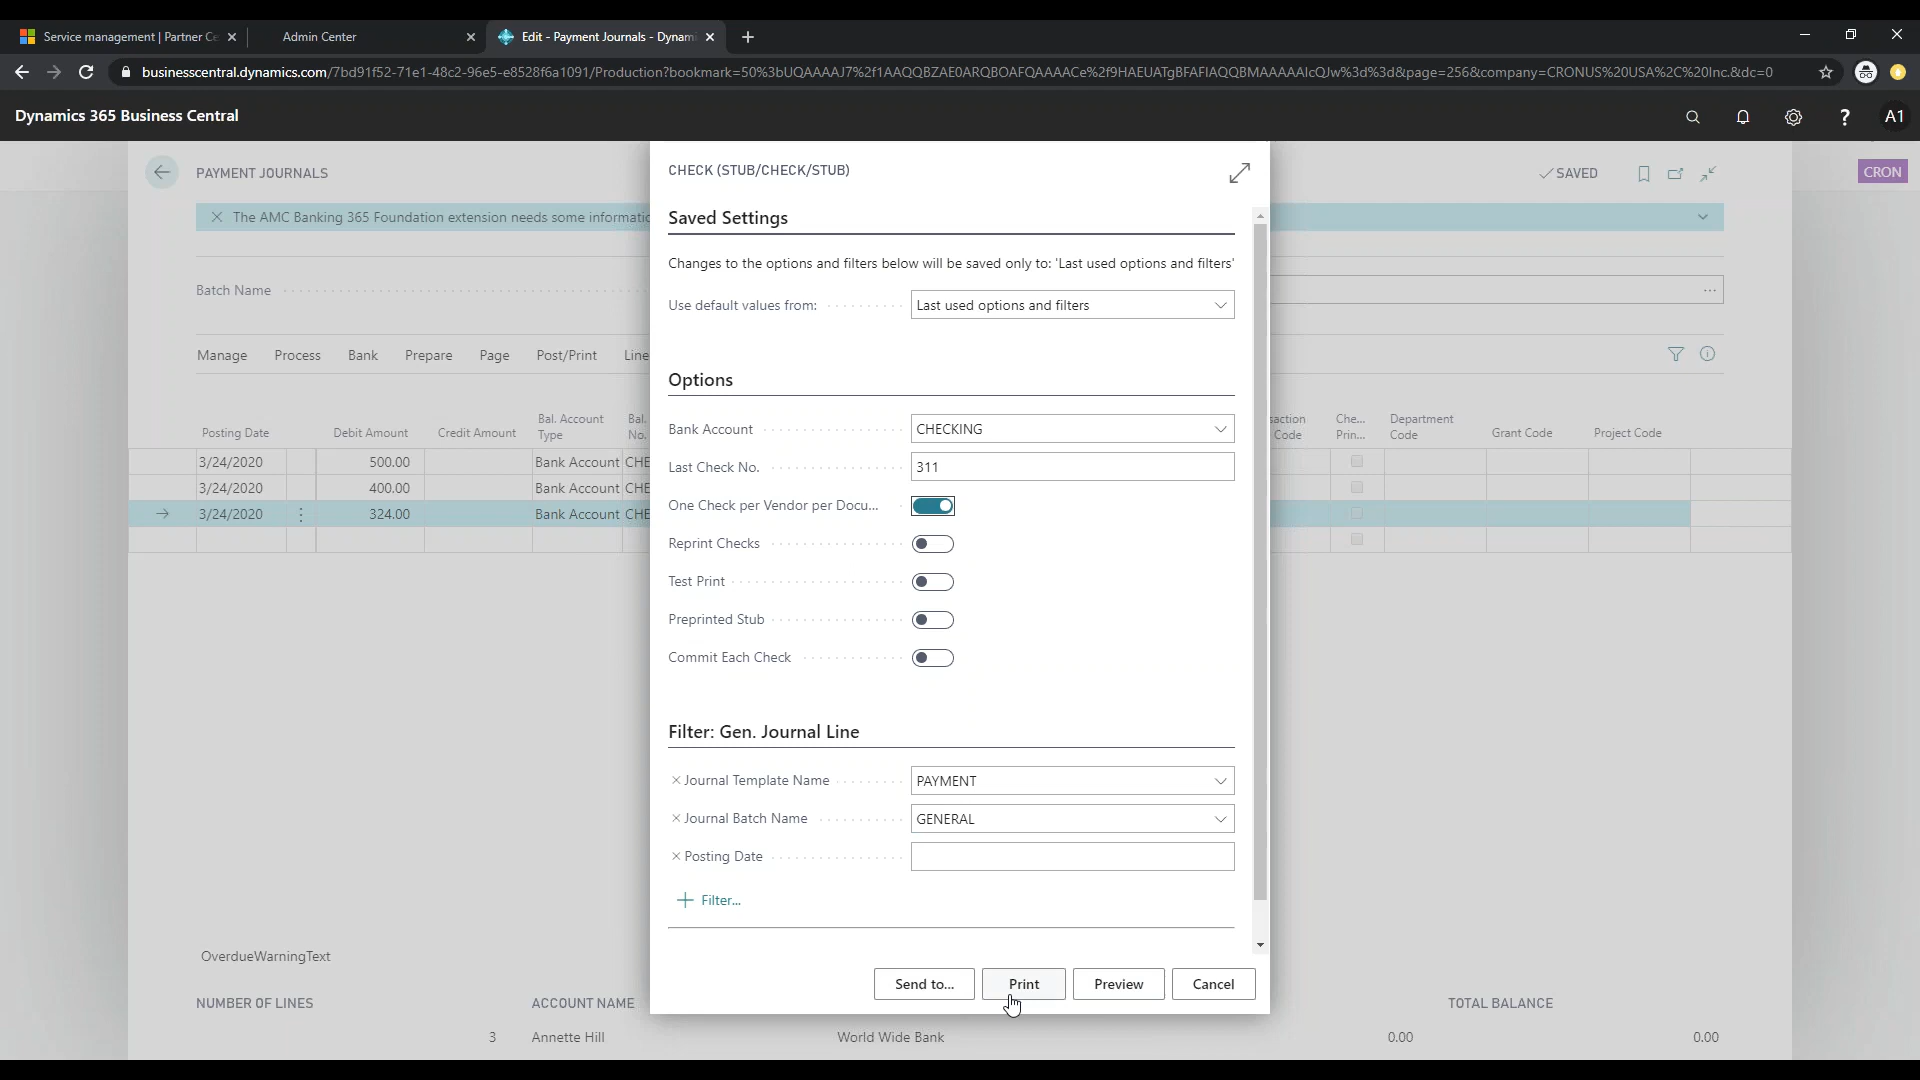 Service management | Partner Ce
Admin Center
Edit - Payment Journals - Dynami
businesscentral.dynamics.com/7bd91f52-71e1-48c2-96e5-e8528f6a1091/Production?bookmark=50%3bUQAAAAJ7%2f1AAQQBZAE0ARQBOAFQAAAACe%2f9HAEUATgBFAFIAQQBMAAAAAIcQJw%3d%3d&page=256&company=CRONUS%20USA%2C%20Inc.&dc=0
Dynamics 365 Business Central
?
A1
PAYMENT JOURNALS
SAVED
CRON
The AMC Banking 365 Foundation extension needs some informatio
Batch Name
Manage Process Bank Prepare Page Post/Print Line
Posting Date Debit Amount Credit Amount Bal. Account Type Bal. No. saction Code Che... Prin... Department Code Grant Code Project Code
3/24/2020 500.00 Bank Account CHE
3/24/2020 400.00 Bank Account CHE
3/24/2020 324.00 Bank Account CHE
OverdueWarningText
NUMBER OF LINES ACCOUNT NAME TOTAL BALANCE
3 Annette Hill World Wide Bank 0.00 0.00
CHECK (STUB/CHECK/STUB)
Saved Settings
Changes to the options and filters below will be saved only to: 'Last used options and filters'
Use default values from: Last used options and filters
Options
Bank Account CHECKING
Last Check No. 311
One Check per Vendor per Docu...
Reprint Checks
Test Print
Preprinted Stub
Commit Each Check
Filter: Gen. Journal Line
Journal Template Name PAYMENT
Journal Batch Name GENERAL
Posting Date
Filter...
Send to... Print Preview Cancel